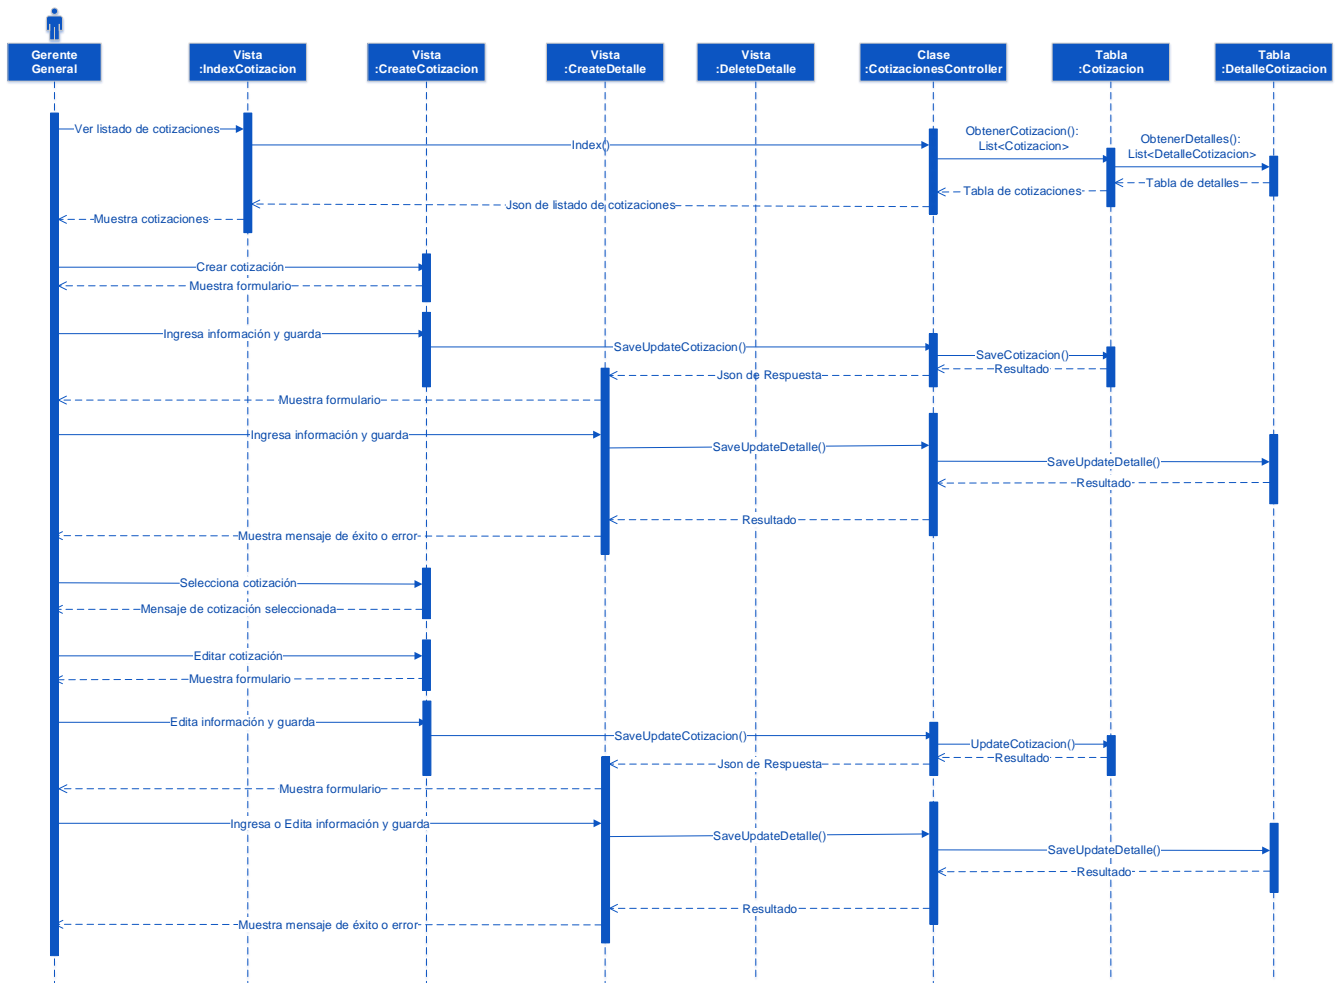 Gerente
General
Vista
:IndexCotizacion
Vista
:CreateCotizacion
Vista
:CreateDetalle
Vista
:DeleteDetalle
Clase
:CotizacionesController
Tabla
:Cotizacion
Tabla
:DetalleCotizacion
Ver listado de cotizaciones
Index()
ObtenerCotizacion():
List<Cotizacion>
ObtenerDetalles():
List<DetalleCotizacion>
Tabla de detalles
Tabla de cotizaciones
Json de listado de cotizaciones
Muestra cotizaciones
Crear cotización
Muestra formulario
Ingresa información y guarda
SaveUpdateCotizacion()
SaveCotizacion()
Resultado
Json de Respuesta
Muestra formulario
Ingresa información y guarda
SaveUpdateDetalle()
SaveUpdateDetalle()
Resultado
Resultado
Muestra mensaje de éxito o error
Selecciona cotización
Mensaje de cotización seleccionada
Editar cotización
Muestra formulario
Edita información y guarda
SaveUpdateCotizacion()
UpdateCotizacion()
Resultado
Json de Respuesta
Muestra formulario
Ingresa o Edita información y guarda
SaveUpdateDetalle()
SaveUpdateDetalle()
Resultado
Resultado
Muestra mensaje de éxito o error